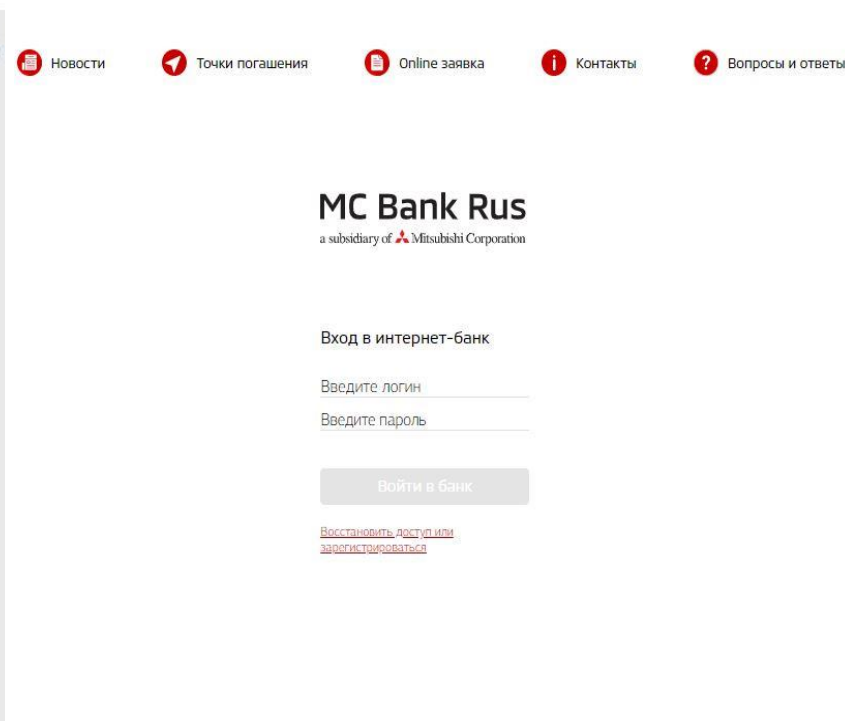 Новости Точки погашения Online заявка Контакты Вопросы и ответы
MC Bank Rus
a subsidiary of Mitsubishi Corporation
Вход в интернет-банк
Введите логин
Введите пароль
Войти в банк
Восстановить доступ или
зарегистрироваться